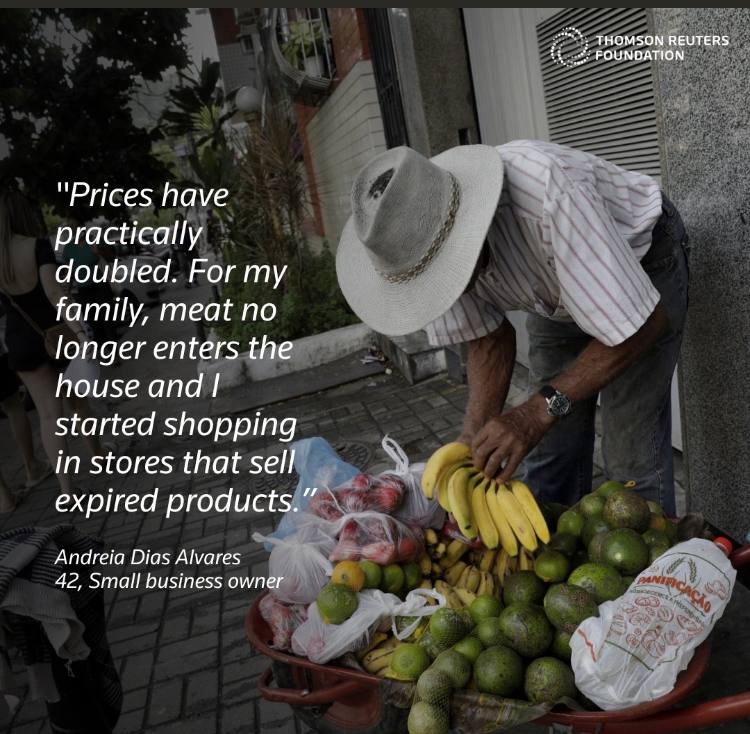 THOMSON REUTERS
FOUNDATION
"Prices have
practically
doubled. For my
family, meat no
longer enters the
house and I
started shopping
in stores that sell
expired products.”
Andreia Dias Alvares
42, Small business owner
PANIFICAÇÃO